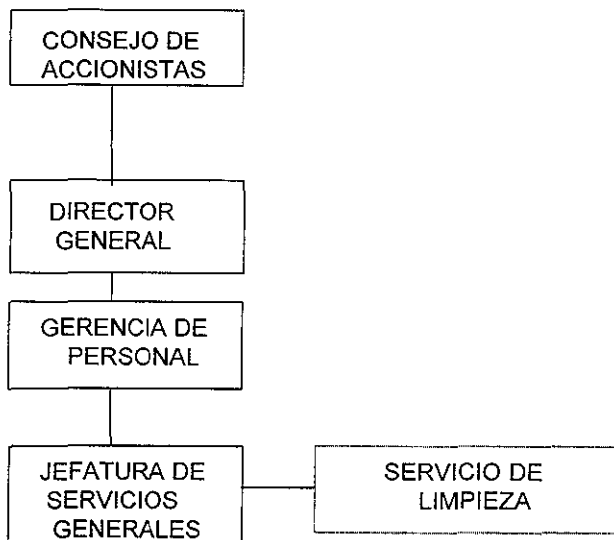 CONSEJO DE
ACCIONISTAS
DIRECTOR
GENERAL
GERENCIA DE
PERSONAL
JEFATURA DE
SERVICIOS
GENERALES
SERVICIO DE
LIMPIEZA